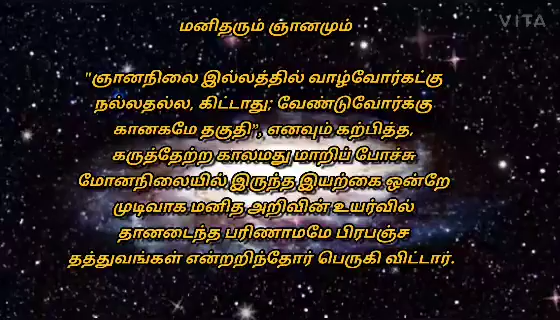 VITA
மனிதரும் ஞானமும்
"ஞானநிலை இல்லத்தில் வாழ்வோர்கட்கு
நல்லதல்ல, கிட்டாது; வேண்டுவோர்க்கு
கானகமே தகுதி”, எனவும் கற்பித்த,
கருத்தேற்ற காலமது மாறிப் போச்சு
மோனநிலையில் இருந்த இயற்கை ஒன்றே
முடிவாக மனித அறிவின் உயர்வில்
தானடைந்த பரிணாமமே பிரபஞ்ச
தத்துவங்கள் என்றறிந்தோர் பெருகி விட்டார்.